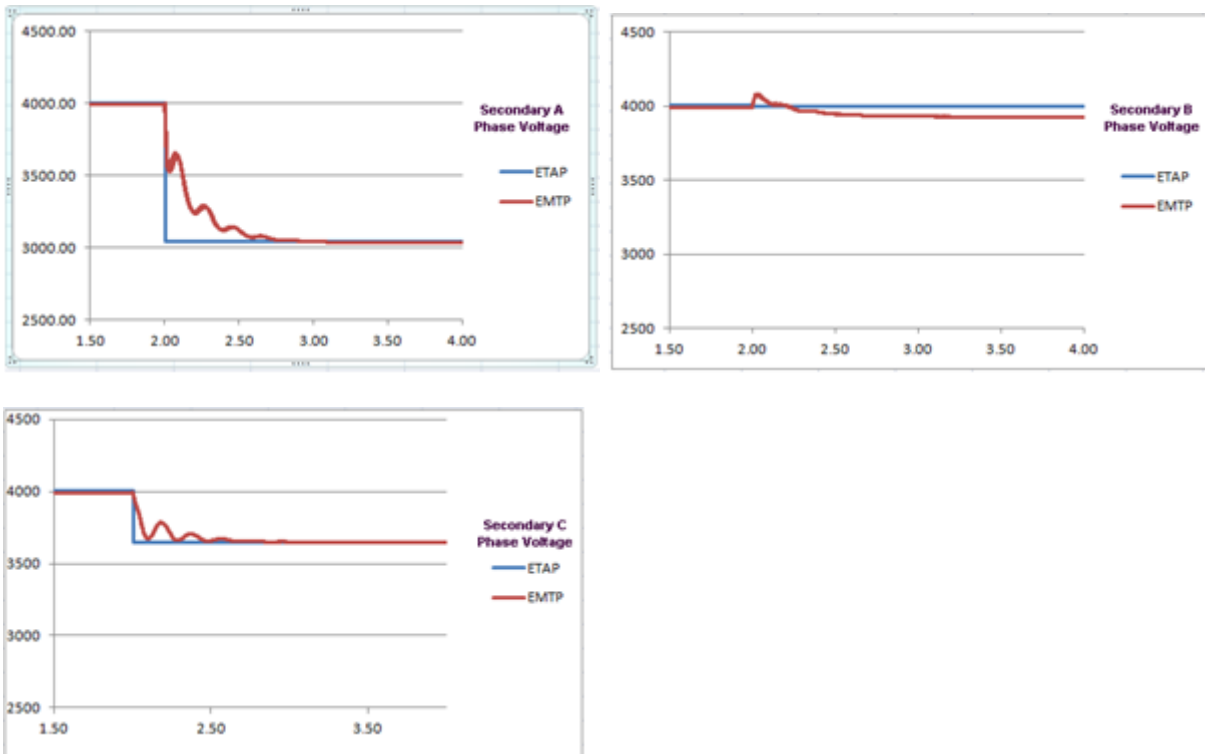 4500.00
4000.00
3500.00
3000.00
2500.00
1.50 2.00 2.50 3.00 3.50 4.00
Secondary A
Phase Voltage
ETAP
EMTP
4500
4000
3500
3000
2500
1.50 2.00 2.50 3.00 3.50 4.00
Secondary B
Phase Voltage
ETAP
EMTP
4500
4000
3500
3000
2500
1.50 2.50 3.50
Secondary C
Phase Voltage
ETAP
EMTP